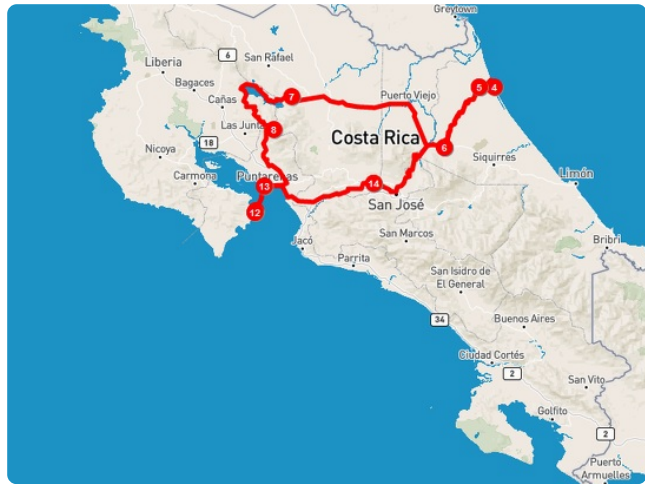 Greytown
6
San Rafael
Liberia
Bagaces
Cañas
7
Puerto Viejo
5
4
8
Las Junta
Costa Rica
6
18
Nicoya
Siquirres
Carmona
Puntarenas
13
14
Limón
12
San José
Jacó
San Marcos
Bribri
Parrita
San Isidro de
El General
34
Buenos Aires
Ciudad Cortés
2
San Vito
Golfito
2
Puerto
Armuelles